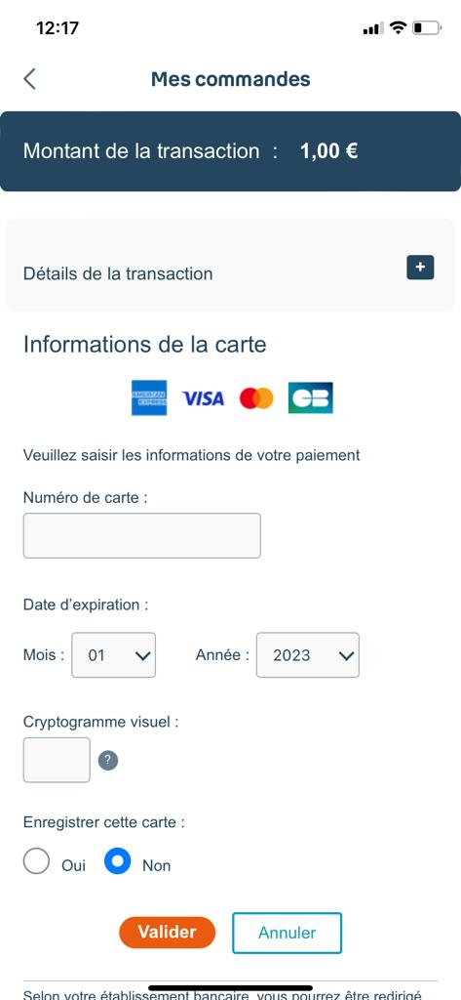 12:17
Mes commandes
Montant de la transaction : 1,00 €
Détails de la transaction
+
Informations de la carte
AMERICAN EXPRESS VISA CB
Veuillez saisir les informations de votre paiement
Numéro de carte :
Date d'expiration :
Mois : 01 Année : 2023
Cryptogramme visuel :
?
Enregistrer cette carte :
Oui Non
Valider Annuler
Selon votre établissement bancaire, vous pourrez être redirigé